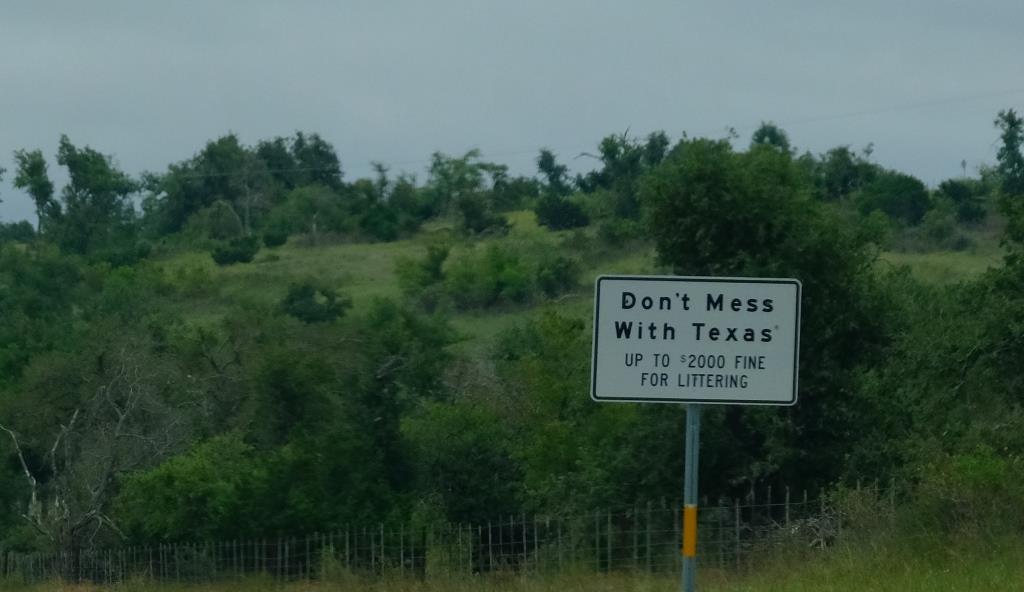 Don't Mess
With Texas®
UP TO $2000 FINE
FOR LITTERING